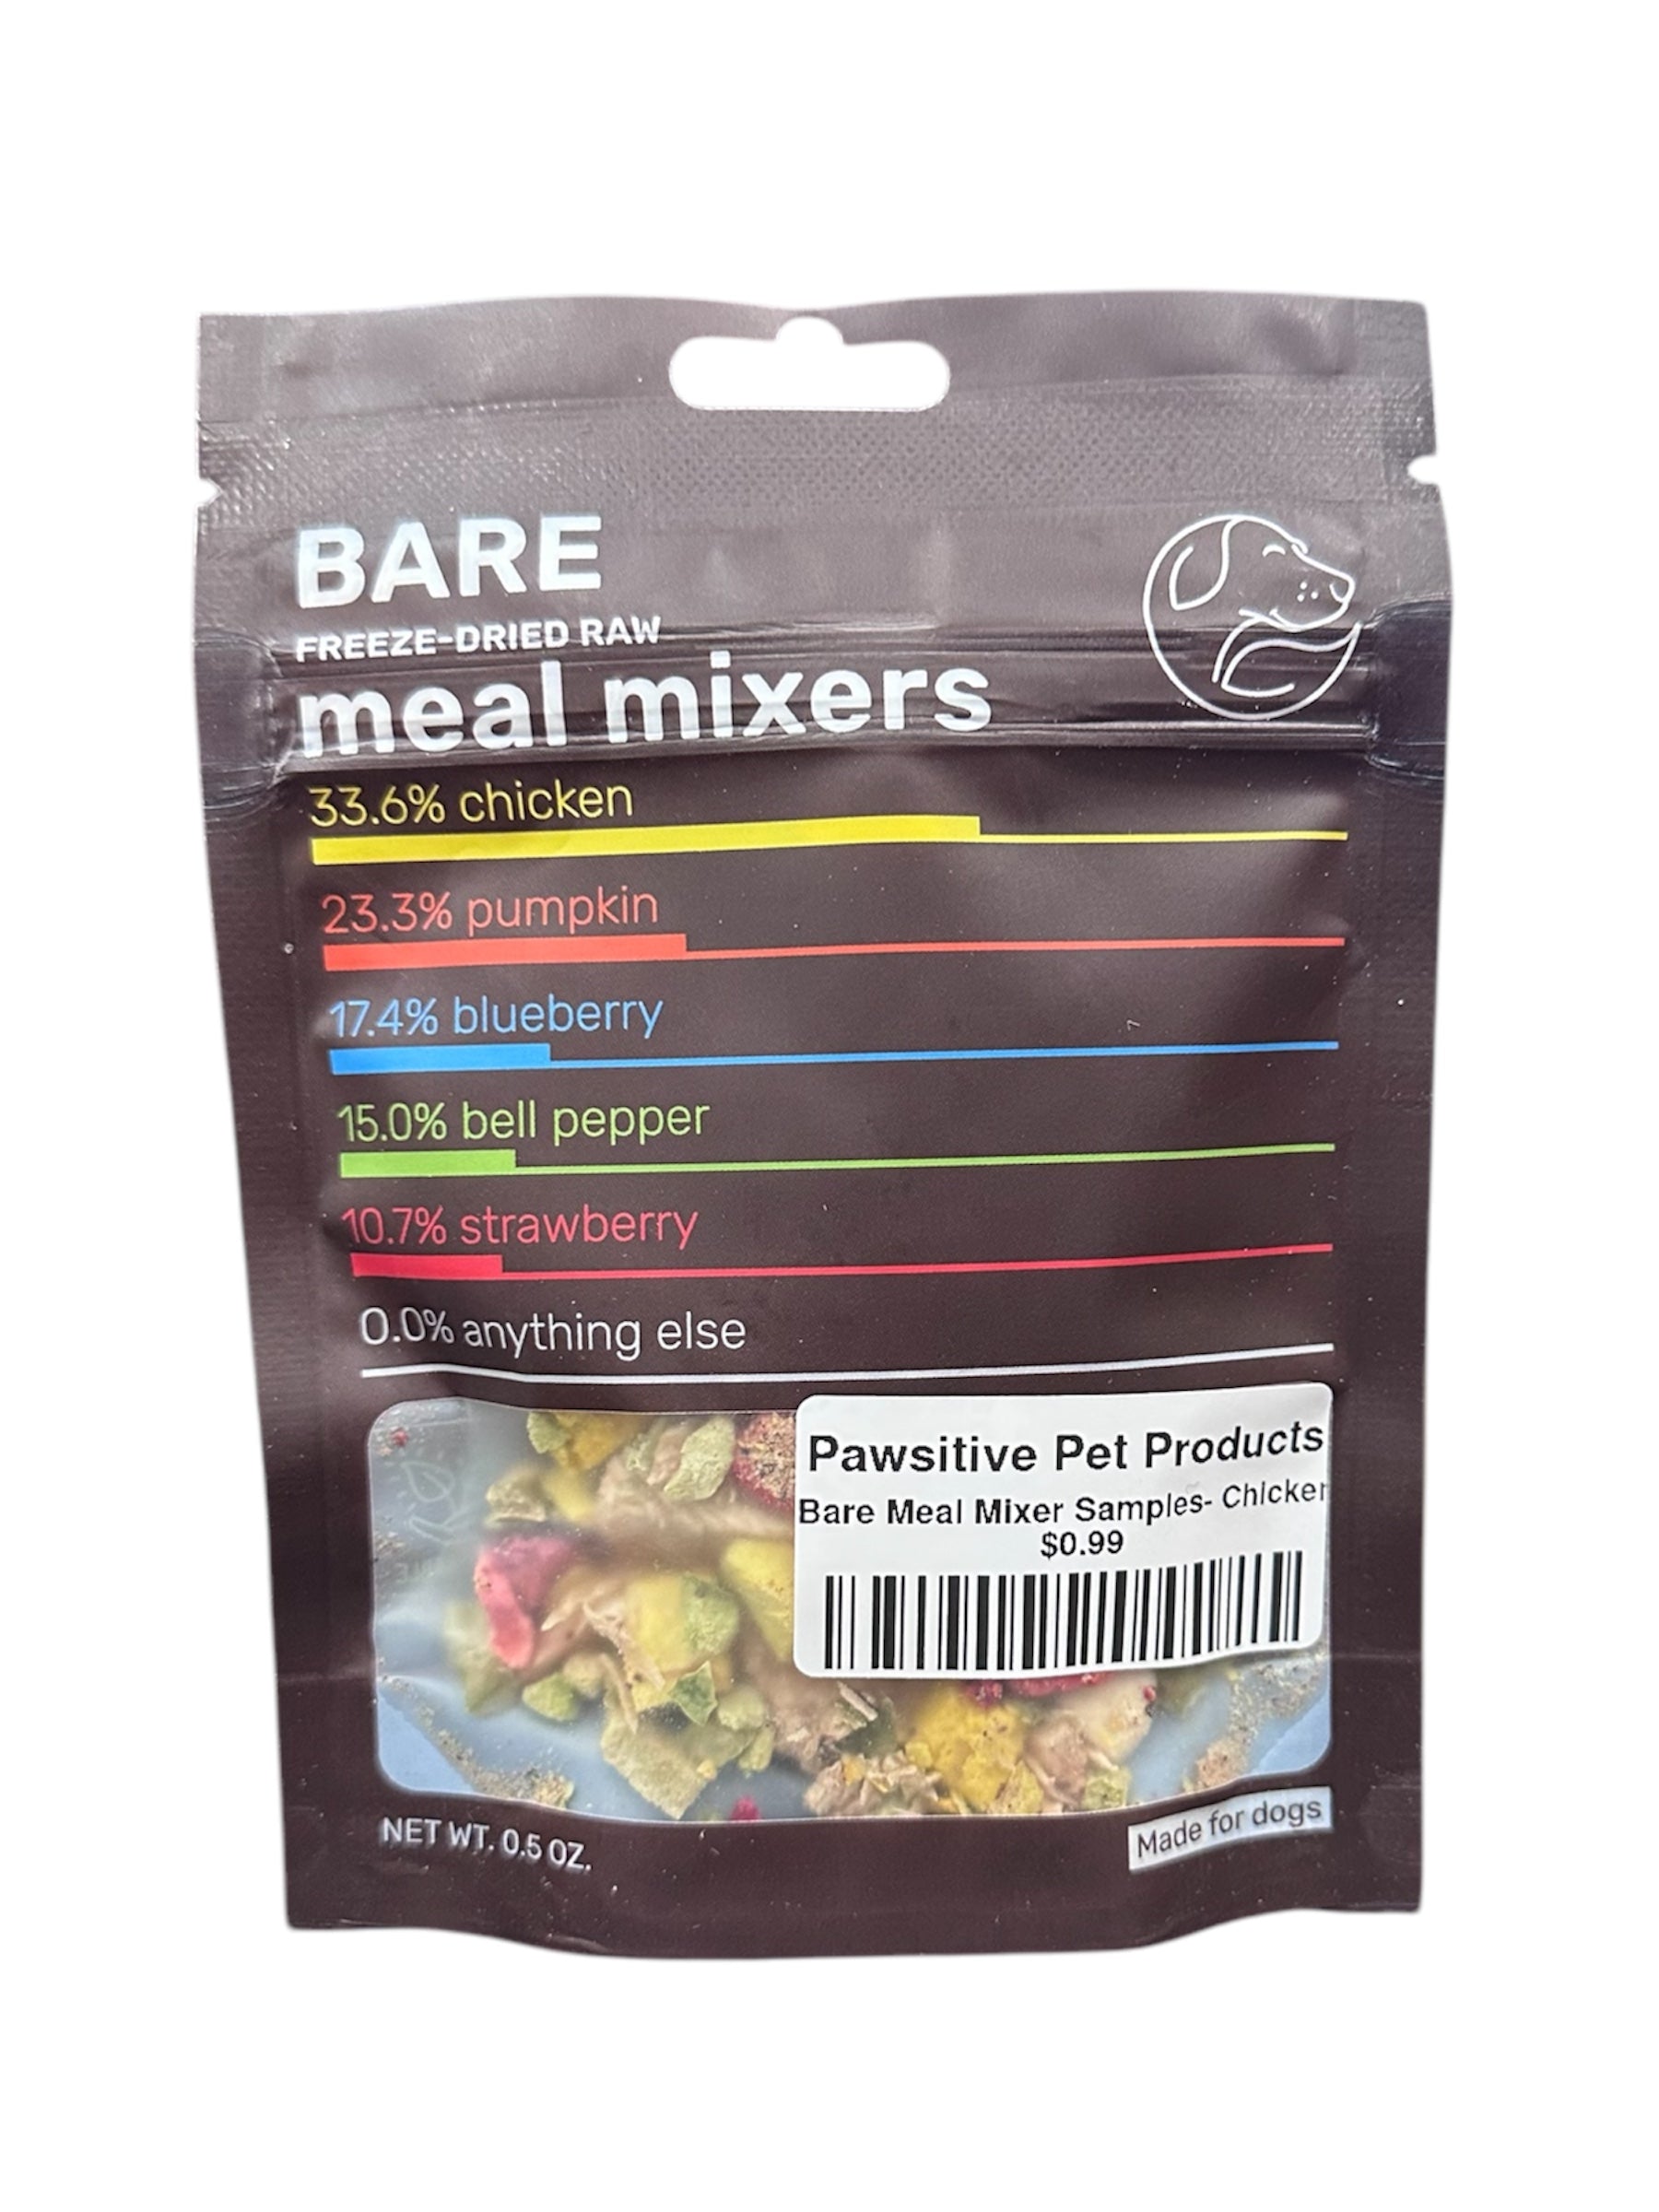 BARE
FREEZE-DRIED RAW
meal mixers
33.6% chicken
23.3% pumpkin
17.4% blueberry
15.0% bell pepper
10.7% strawberry
0.0% anything else
Pawsitive Pet Products
Bare Meal Mixer Samples- Chicken
$0.99
NET WT. 0.5 OZ.
Made for dogs